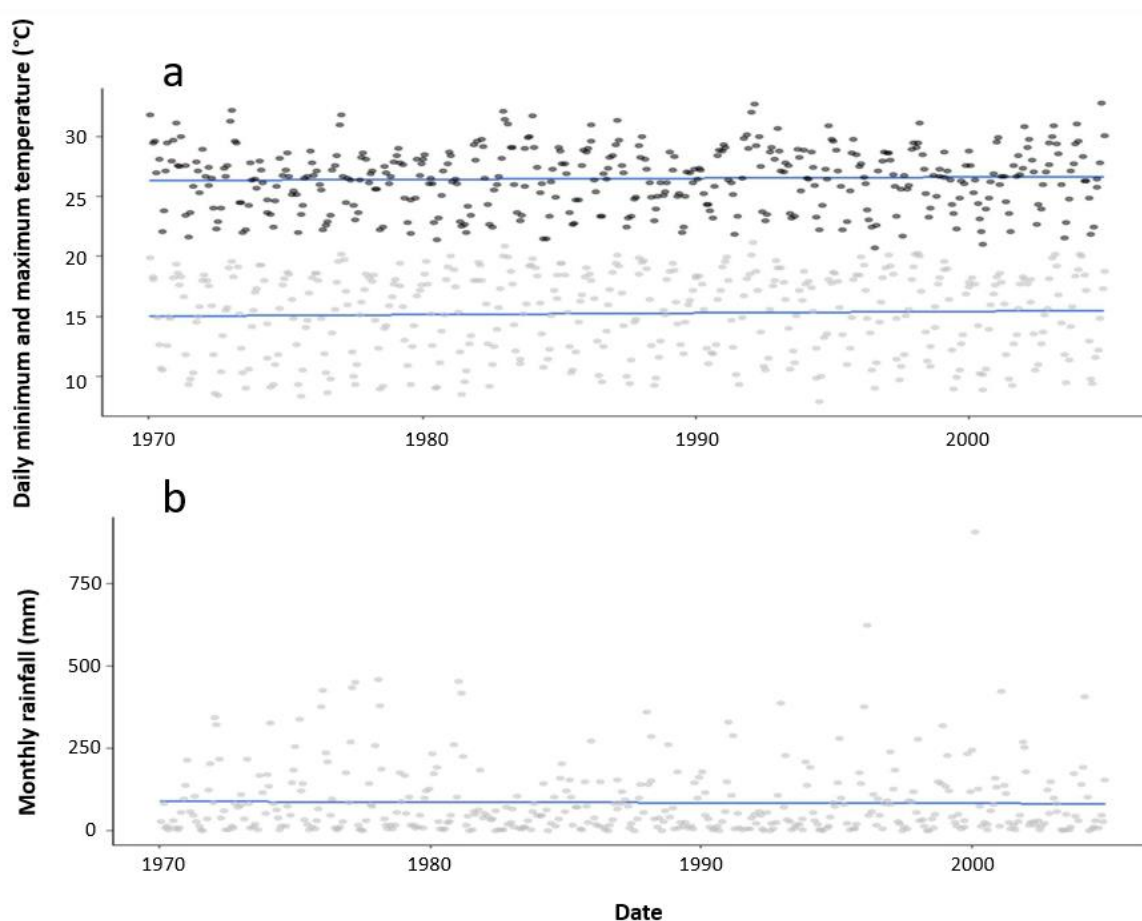 Daily minimum and maximum temperature (°C)
a
30
25
20
15
10
1970 1980 1990 2000
b
Monthly rainfall (mm)
750
500
250
0
1970 1980 1990 2000
Date